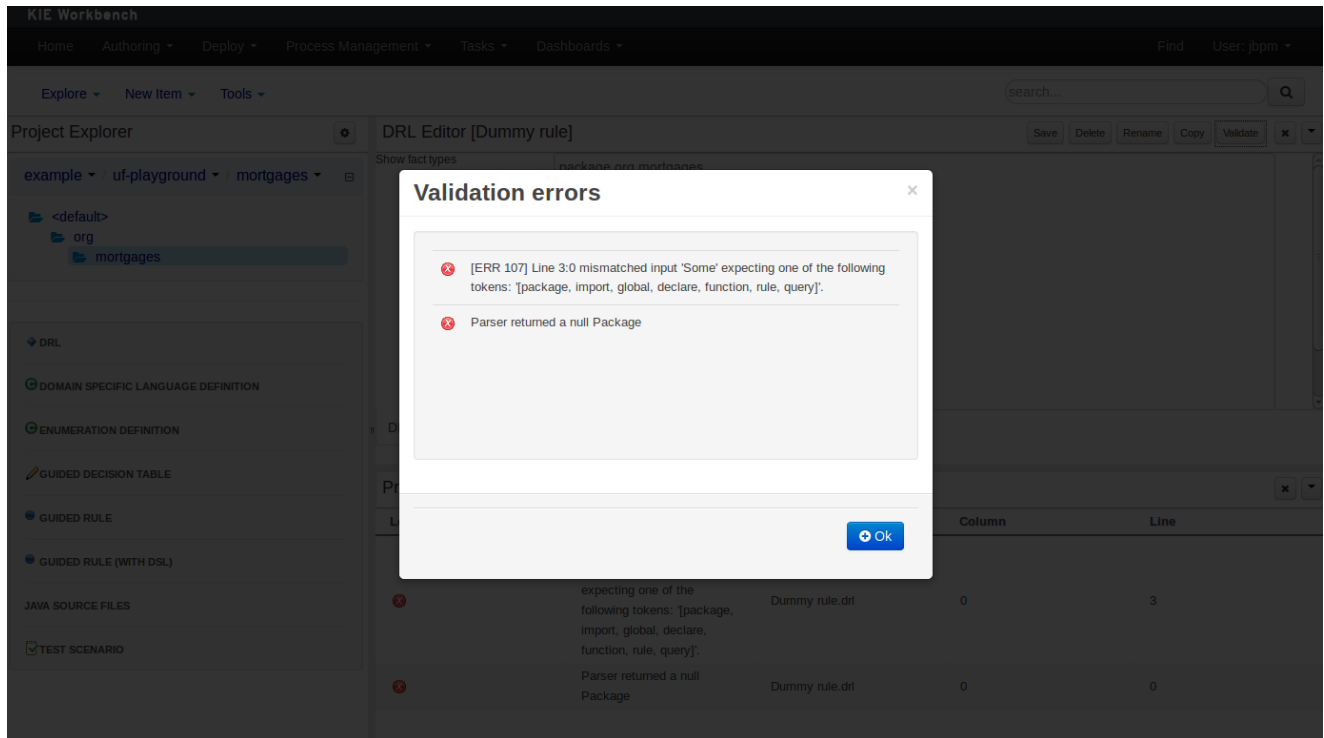 KIE Workbench
Home Authoring Deploy Process Management Tasks Dashboards Find User: jbpm
Explore New Item Tools search...
Project Explorer
DRL Editor [Dummy rule] Save Delete Rename Copy Validate
Show fact types
package org.mortgages
example / uf-playground / mortgages
<default>
org
mortgages
Validation errors ×
[ERR 107] Line 3:0 mismatched input 'Some' expecting one of the following
tokens: '[package, import, global, declare, function, rule, query]'.
Parser returned a null Package
Ok
DRL
DOMAIN SPECIFIC LANGUAGE DEFINITION
ENUMERATION DEFINITION
GUIDED DECISION TABLE
GUIDED RULE
GUIDED RULE (WITH DSL)
JAVA SOURCE FILES
TEST SCENARIO
Column Line
expecting one of the
following tokens: '[package,
import, global, declare,
function, rule, query]'.
Dummy rule.drl 0 3
Parser returned a null
Package
Dummy rule.drl 0 0